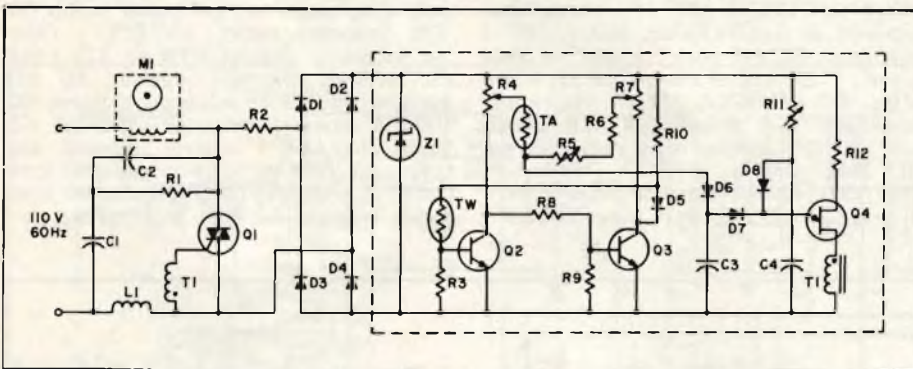 M1
D2
R2
D1
R4
R7
R11
TA
R6
R10
R12
Z1
R5
C2
D8
R1
TW
D6
D5
R8
D7
Q4
110 V
60Hz
C1
Q1
Q2
Q3
C3
C4
T1
D3
D4
R3
R9
T1
L1